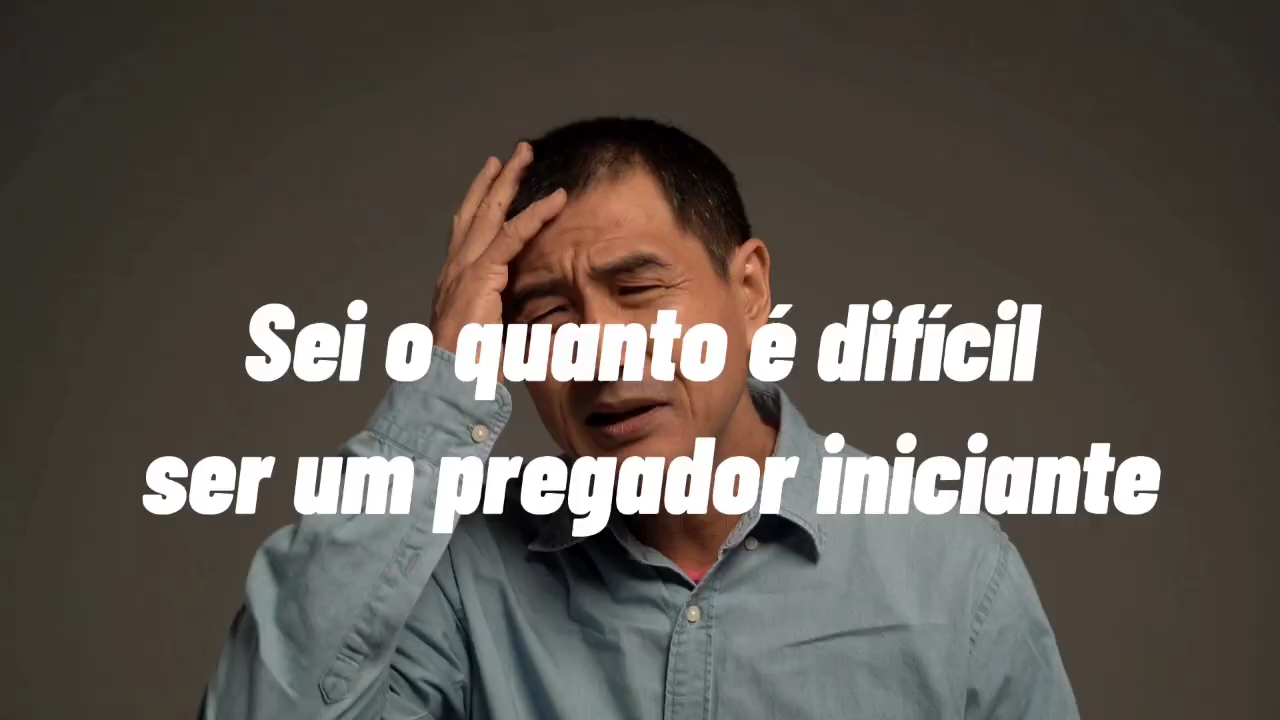 Sei o quanto é difícil
ser um pregador iniciante